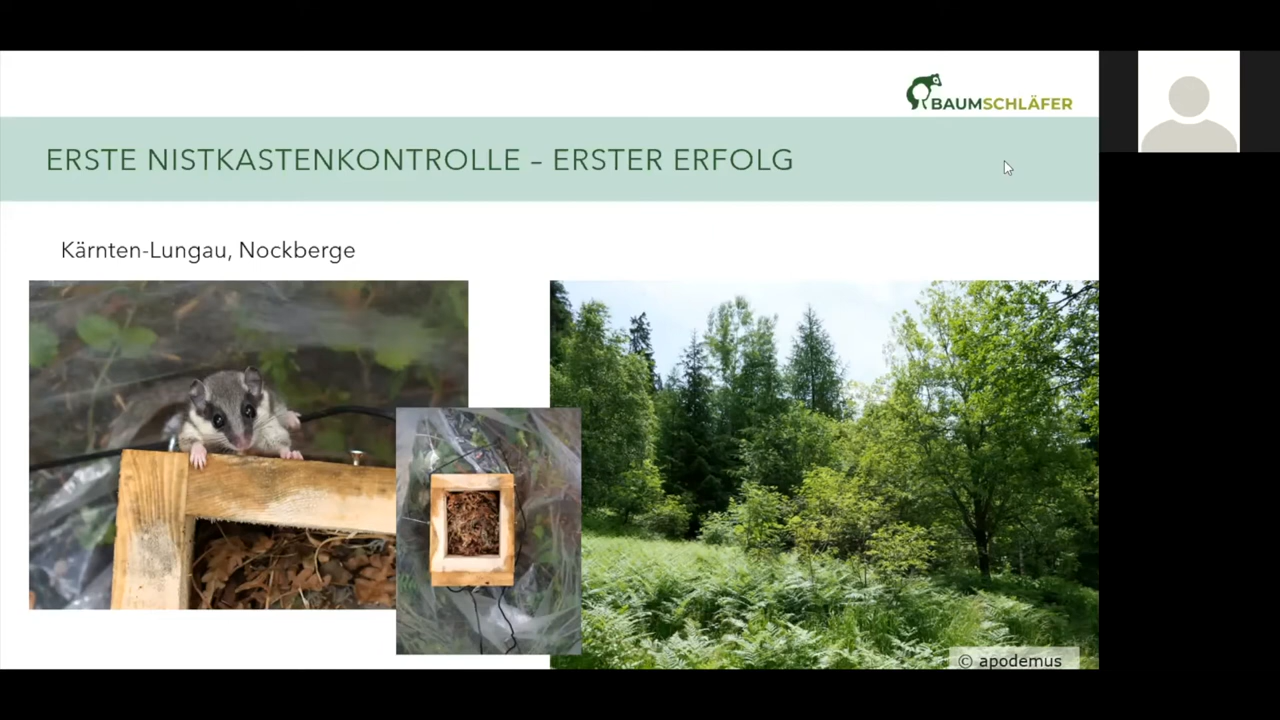 BAUMSCHLÄFER
ERSTE NISTKASTENKONTROLLE – ERSTER ERFOLG
Kärnten-Lungau, Nockberge
© apodemus